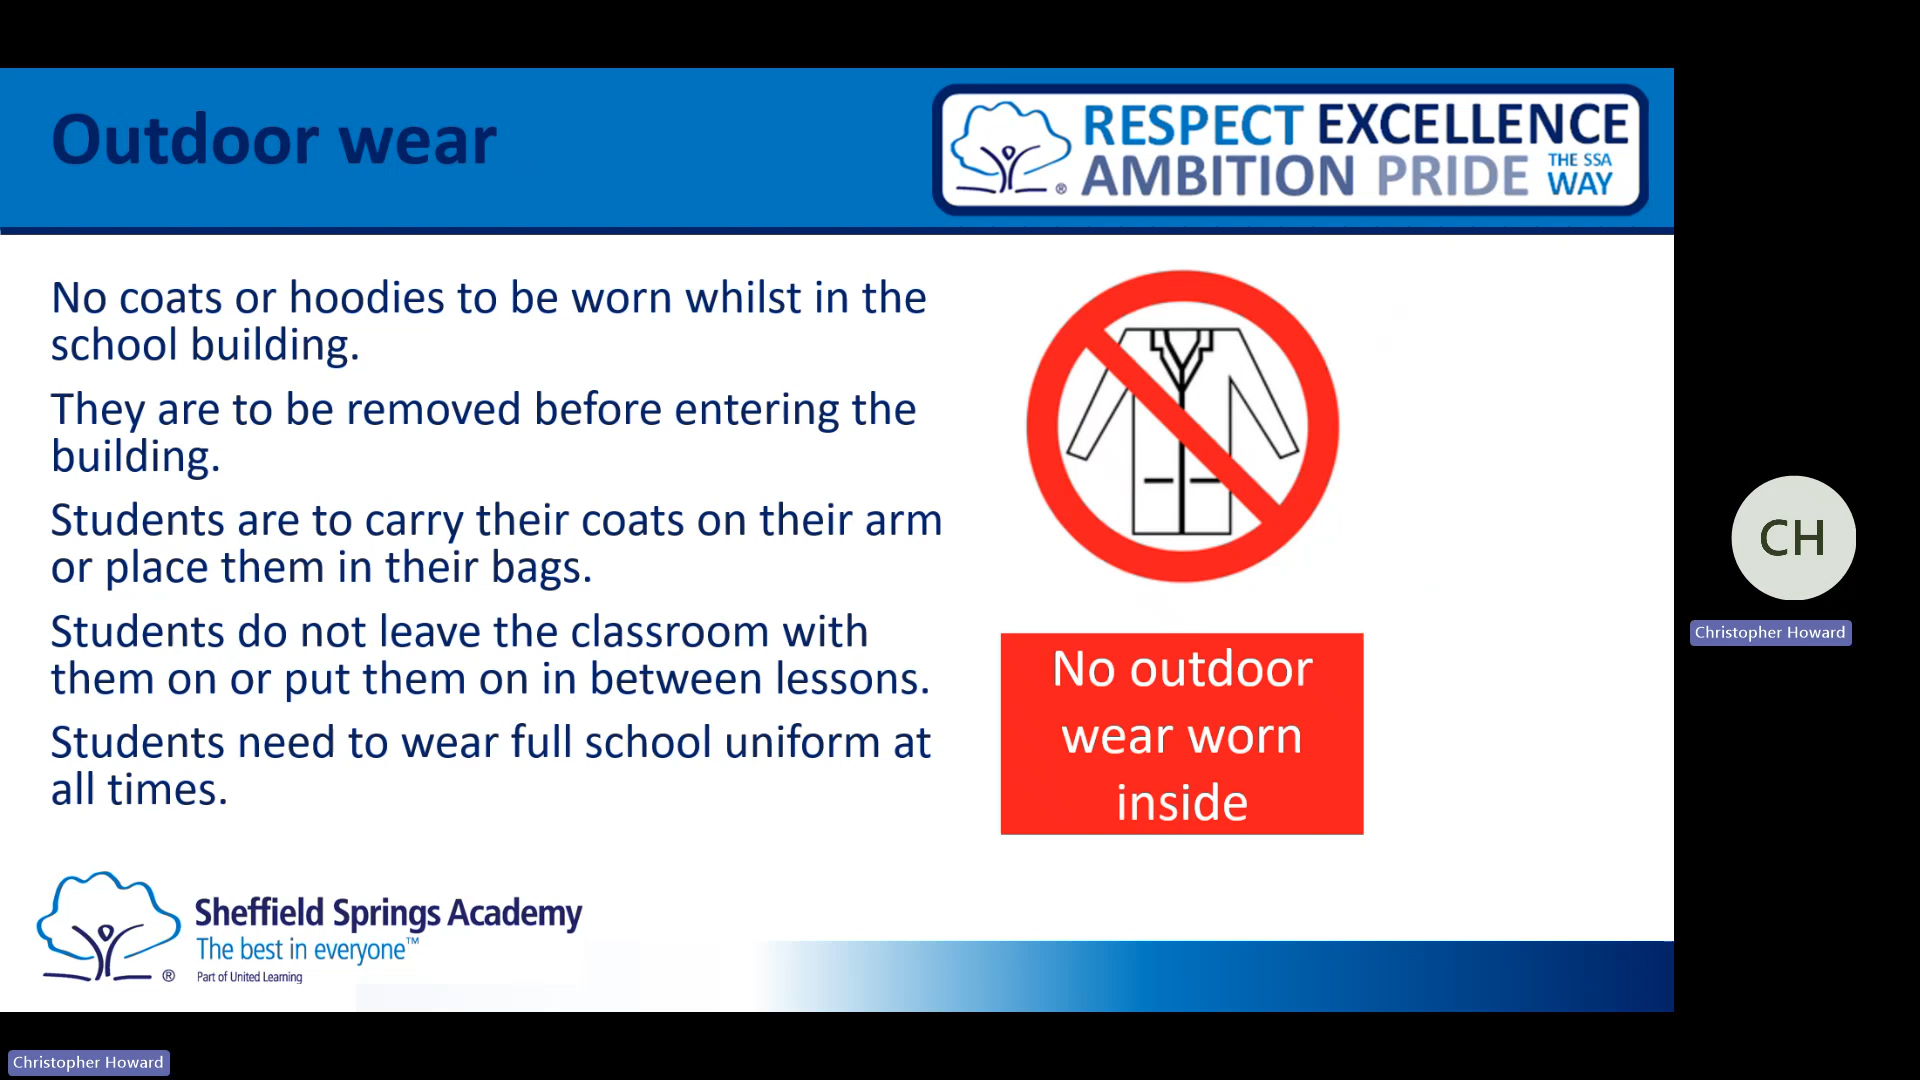 Outdoor wear
RESPECT EXCELLENCE
AMBITION PRIDE THE SSA WAY
®
No coats or hoodies to be worn whilst in the
school building.
They are to be removed before entering the
building.
Students are to carry their coats on their arm
or place them in their bags.
Students do not leave the classroom with
them on or put them on in between lessons.
Students need to wear full school uniform at
all times.
No outdoor
wear worn
inside
CH
Christopher Howard
Sheffield Springs Academy
The best in everyone™
® Part of United Learning
Christopher Howard